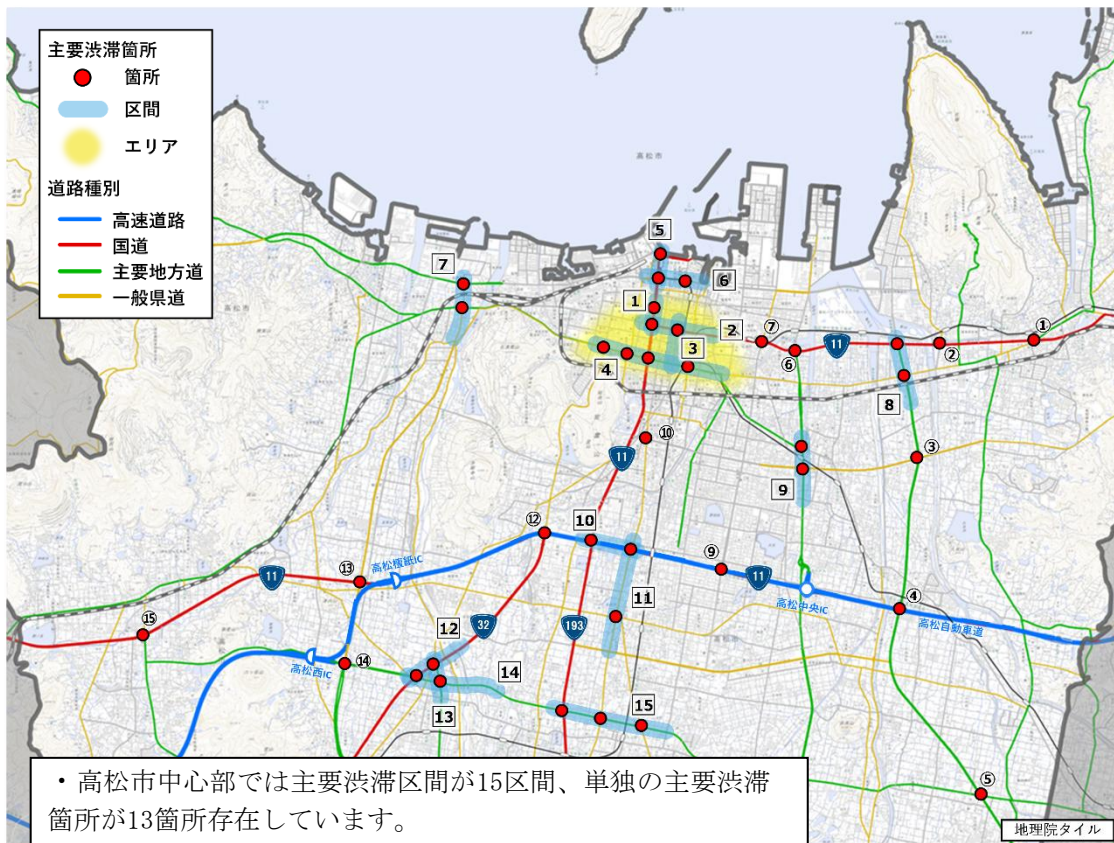 主要渋滞箇所
箇所
区間
エリア
道路種別
高速道路
国道
主要地方道
一般県道
高松市
高松市
5
7
6
1
2
⑦
①
3
⑥
11
②
4
8
⑩
③
11
9
⑫
10
⑨
11
高松中央IC
⑬
11
高松檀紙IC
④
高松自動車道
11
⑮
32
193
12
高松西IC
⑭
14
13
15
⑤
・高松市中心部では主要渋滞区間が15区間、単独の主要渋滞
箇所が13箇所存在しています。
地理院タイル